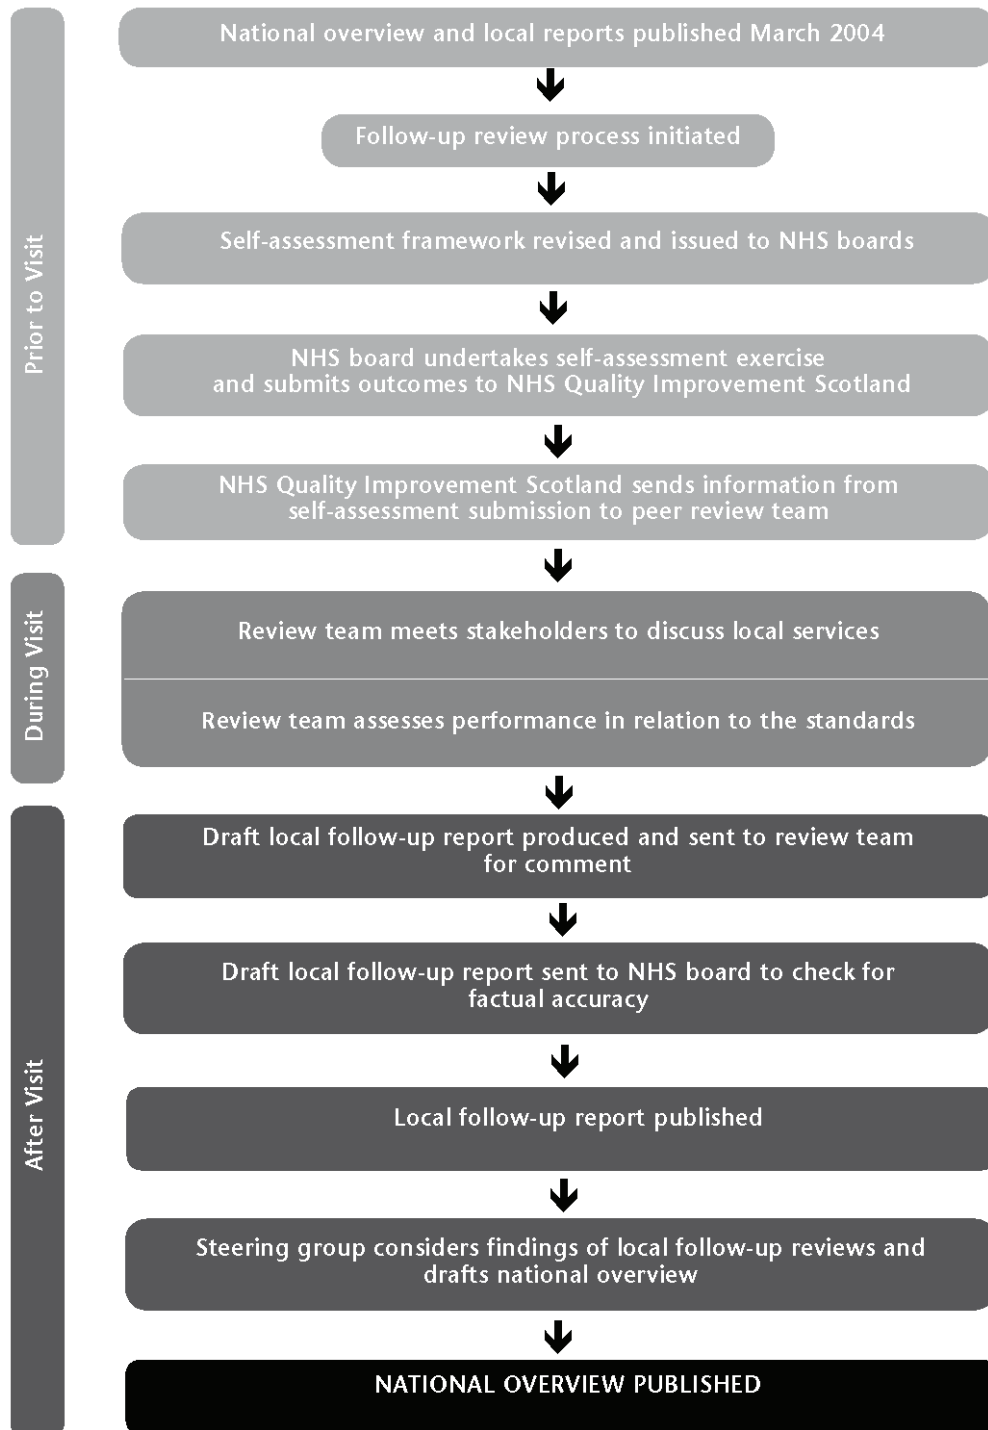 Prior to Visit
National overview and local reports published March 2004
Follow-up review process initiated
Self-assessment framework revised and issued to NHS boards
NHS board undertakes self-assessment exercise
and submits outcomes to NHS Quality Improvement Scotland
NHS Quality Improvement Scotland sends information from
self-assessment submission to peer review team
During Visit
Review team meets stakeholders to discuss local services
Review team assesses performance in relation to the standards
After Visit
Draft local follow-up report produced and sent to review team
for comment
Draft local follow-up report sent to NHS board to check for
factual accuracy
Local follow-up report published
Steering group considers findings of local follow-up reviews and
drafts national overview
NATIONAL OVERVIEW PUBLISHED